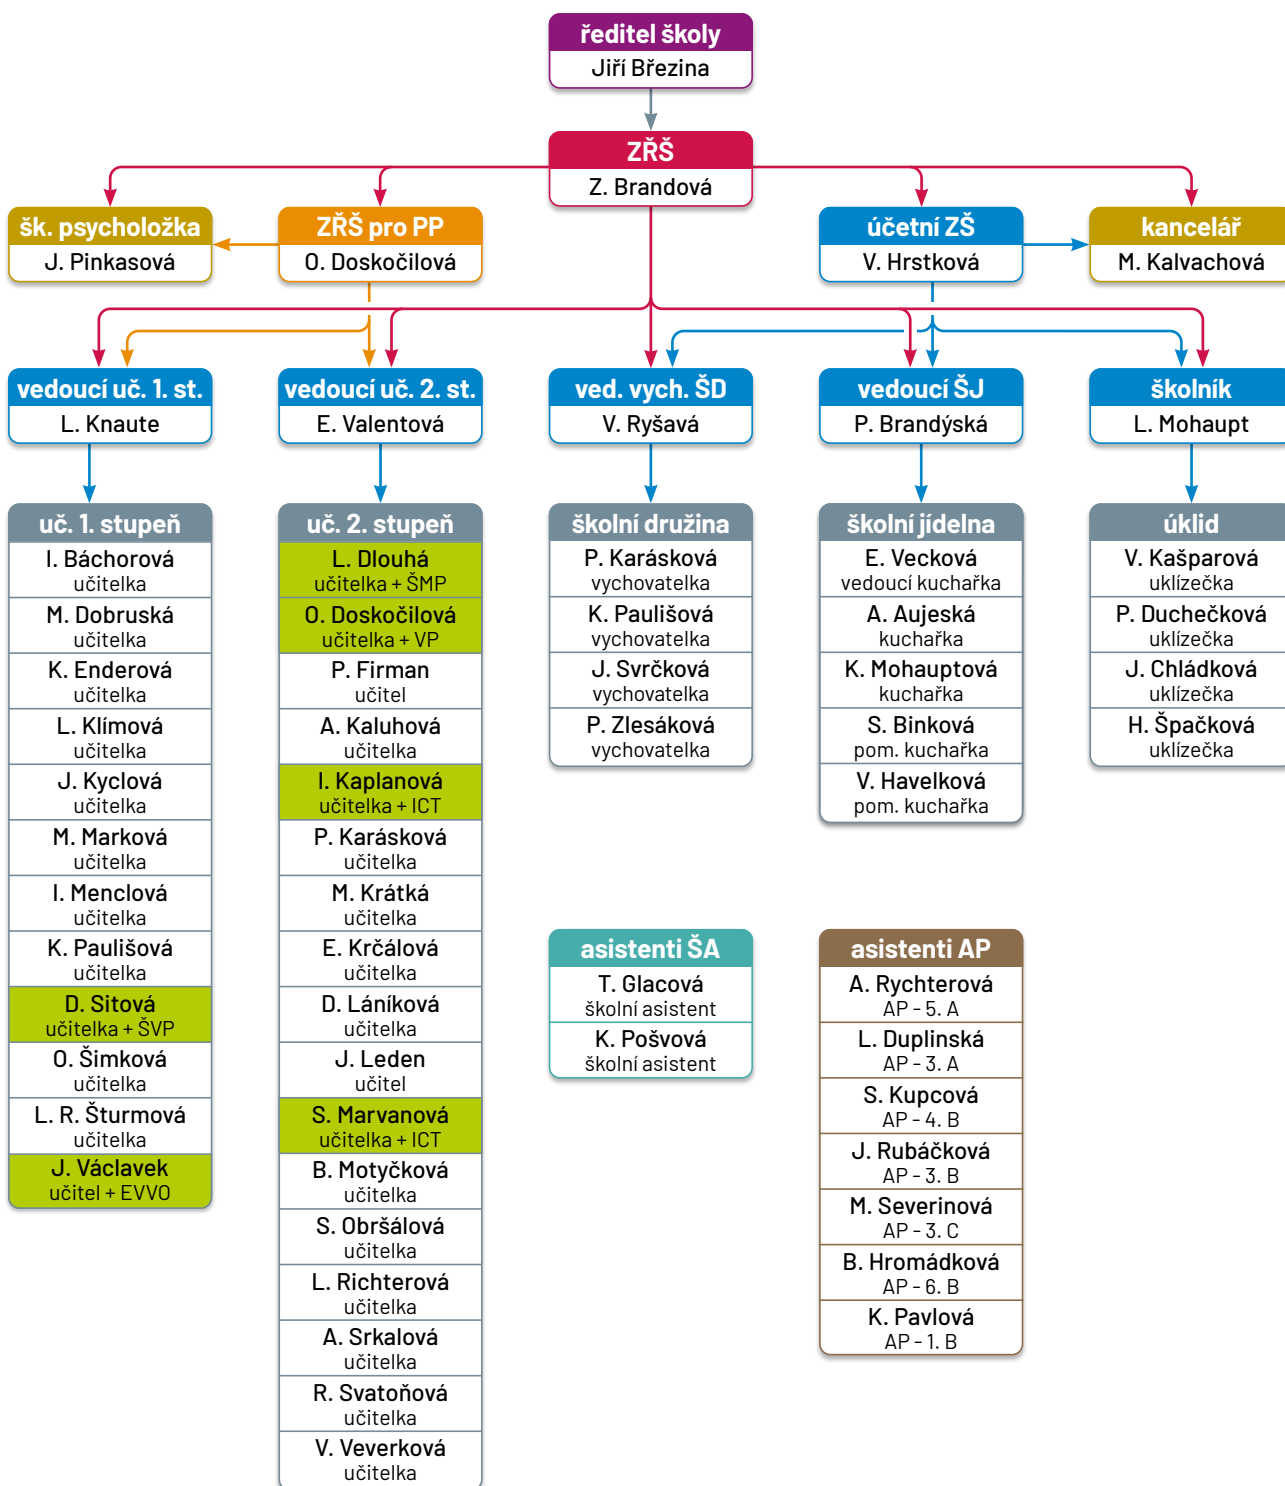 ředitel školy
Jiří Březina
ZŘŠ
Z. Brandová
šk. psycholožka
J. Pinkasová
ZŘŠ pro PP
O. Doskočilová
účetní ZŠ
V. Hrstková
kancelář
M. Kalvachová
vedoucí uč. 1. st.
L. Knaute
vedoucí uč. 2. st.
E. Valentová
ved. vych. ŠD
V. Ryšavá
vedoucí ŠJ
P. Brandýská
školník
L. Mohaupt
uč. 1. stupeň
I. Báchorová
učitelka
M. Dobruská
učitelka
K. Enderová
učitelka
L. Klímová
učitelka
J. Kyclová
učitelka
M. Marková
učitelka
I. Menclová
učitelka
K. Paulišová
učitelka
D. Sitová
učitelka + ŠVP
O. Šimková
učitelka
L. R. Šturmová
učitelka
J. Václavek
učitel + EVVO
uč. 2. stupeň
L. Dlouhá
učitelka + ŠMP
O. Doskočilová
učitelka + VP
P. Firman
učitel
A. Kaluhová
učitelka
I. Kaplanová
učitelka + ICT
P. Karásková
učitelka
M. Krátká
učitelka
E. Krčálová
učitelka
D. Láníková
učitelka
J. Leden
učitel
S. Marvanová
učitelka + ICT
B. Motyčková
učitelka
S. Obršálová
učitelka
L. Richterová
učitelka
A. Srkalová
učitelka
R. Svatoňová
učitelka
V. Veverková
učitelka
školní družina
P. Karásková
vychovatelka
K. Paulišová
vychovatelka
J. Svrčková
vychovatelka
P. Zlesáková
vychovatelka
školní jídelna
E. Vecková
vedoucí kuchařka
A. Aujeská
kuchařka
K. Mohauptová
kuchařka
S. Binková
pom. kuchařka
V. Havelková
pom. kuchařka
úklid
V. Kašparová
uklízečka
P. Duchečková
uklízečka
J. Chládková
uklízečka
H. Špačková
uklízečka
asistenti ŠA
T. Glacová
školní asistent
K. Pošvová
školní asistent
asistenti AP
A. Rychterová
AP - 5. A
L. Duplinská
AP - 3. A
S. Kupcová
AP - 4. B
J. Rubáčková
AP - 3. B
M. Severinová
AP - 3. C
B. Hromádková
AP - 6. B
K. Pavlová
AP - 1. B